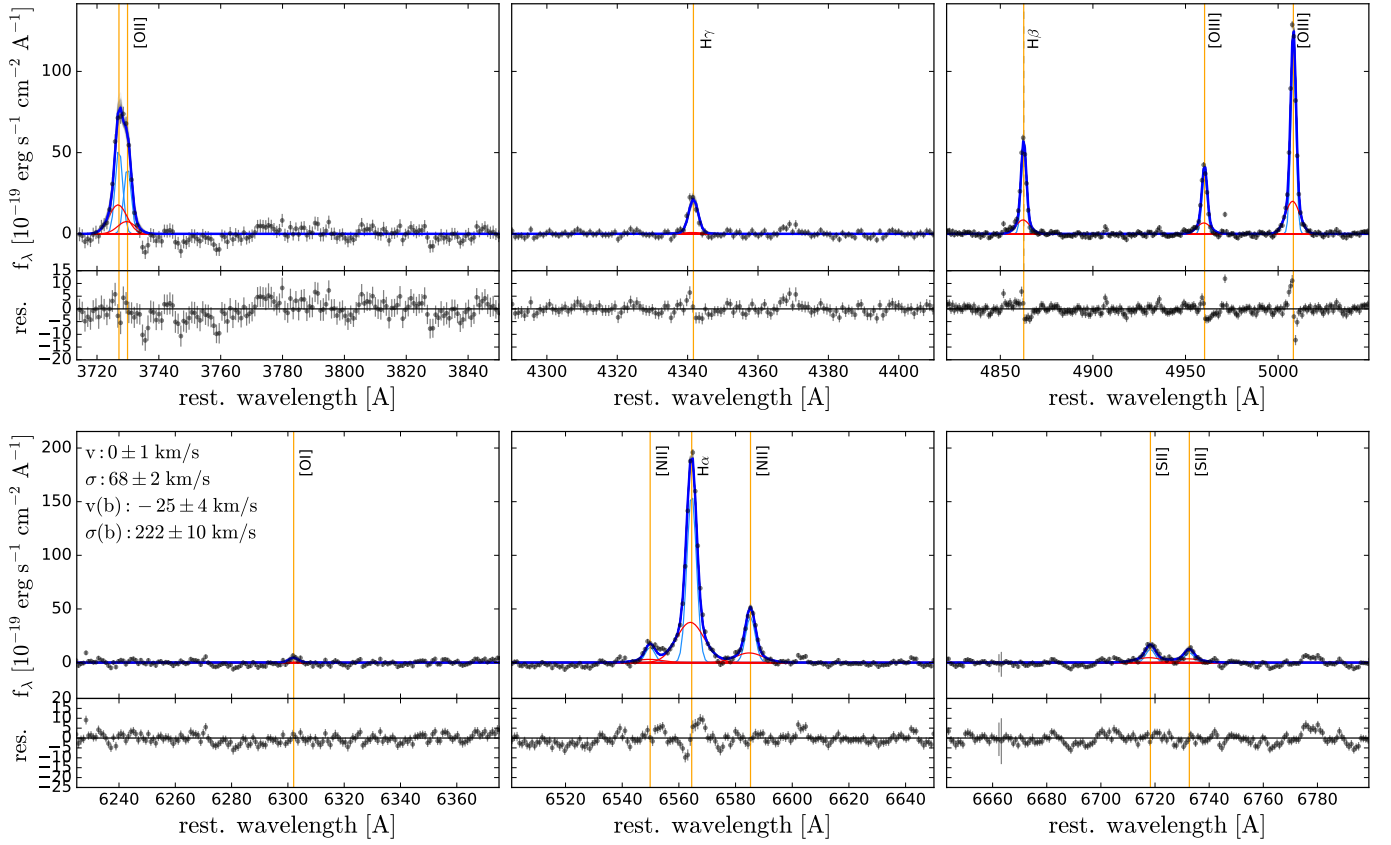 [OII]
Hγ
Hβ
[OIII]
[OIII]
f_λ [10^−19 erg s^−1 cm^−2 A^−1]
100
50
0
res.
15
10
5
0
−5
−10
−15
−20
3720 3740 3760 3780 3800 3820 3840
4300 4320 4340 4360 4380 4400
4850 4900 4950 5000
rest. wavelength [A]
rest. wavelength [A]
rest. wavelength [A]
v: 0 ± 1 km/s
σ: 68 ± 2 km/s
v(b): −25 ± 4 km/s
σ(b): 222 ± 10 km/s
[OI]
[NII]
Hα
[NII]
[SII]
[SII]
f_λ [10^−19 erg s^−1 cm^−2 A^−1]
200
150
100
50
0
res.
20
15
10
5
0
−5
−10
−15
−25
6240 6260 6280 6300 6320 6340 6360
6520 6540 6560 6580 6600 6620 6640
6660 6680 6700 6720 6740 6760 6780
rest. wavelength [A]
rest. wavelength [A]
rest. wavelength [A]